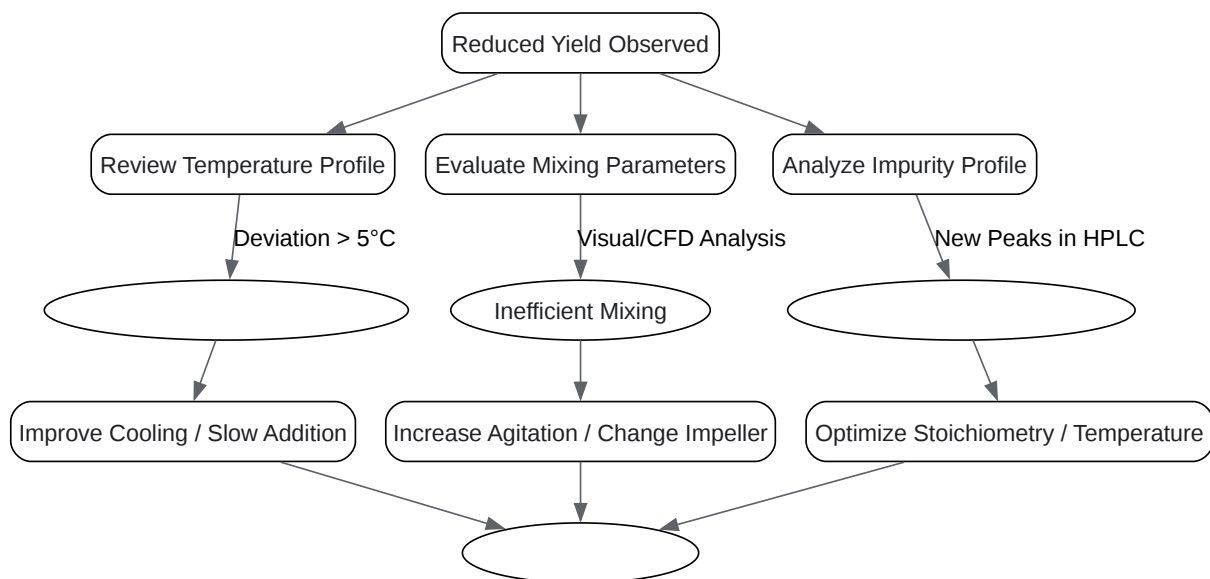 Reduced Yield Observed
Review Temperature Profile
Evaluate Mixing Parameters
Analyze Impurity Profile
Deviation > 5°C
Visual/CFD Analysis
New Peaks in HPLC
Inefficient Mixing
Improve Cooling / Slow Addition
Increase Agitation / Change Impeller
Optimize Stoichiometry / Temperature